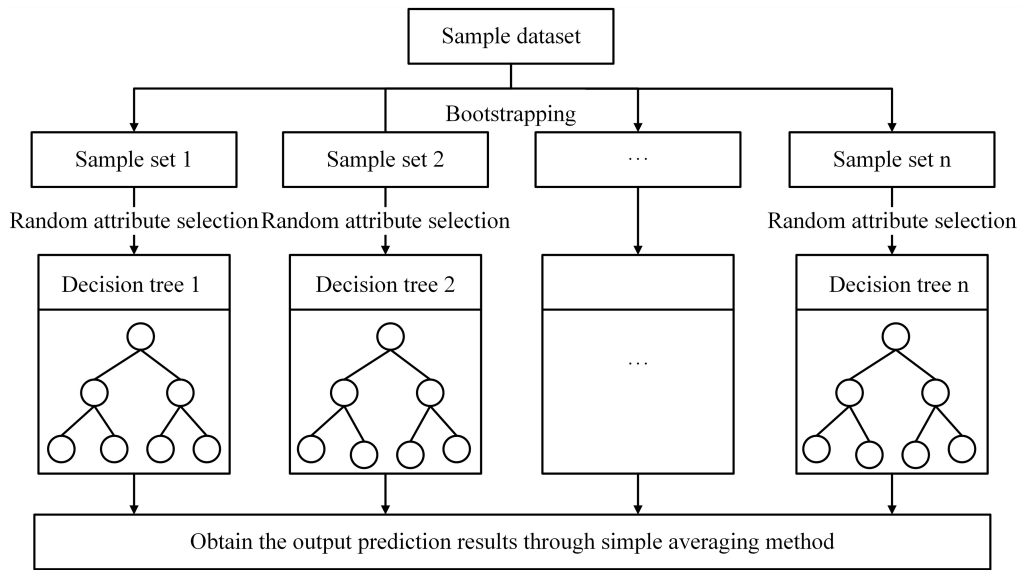 Sample dataset
Bootstrapping
Sample set 1
Sample set 2
...
Sample set n
Random attribute selection
Random attribute selection
Random attribute selection
Decision tree 1
Decision tree 2
Decision tree n
...
Obtain the output prediction results through simple averaging method